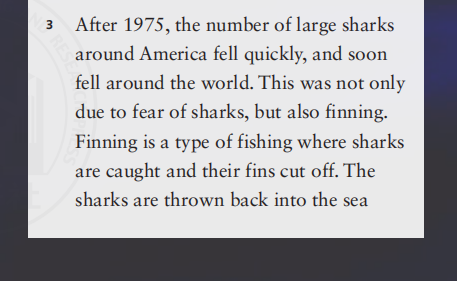 3 After 1975, the number of large sharks
around America fell quickly, and soon
fell around the world. This was not only
due to fear of sharks, but also finning.
Finning is a type of fishing where sharks
are caught and their fins cut off. The
sharks are thrown back into the sea